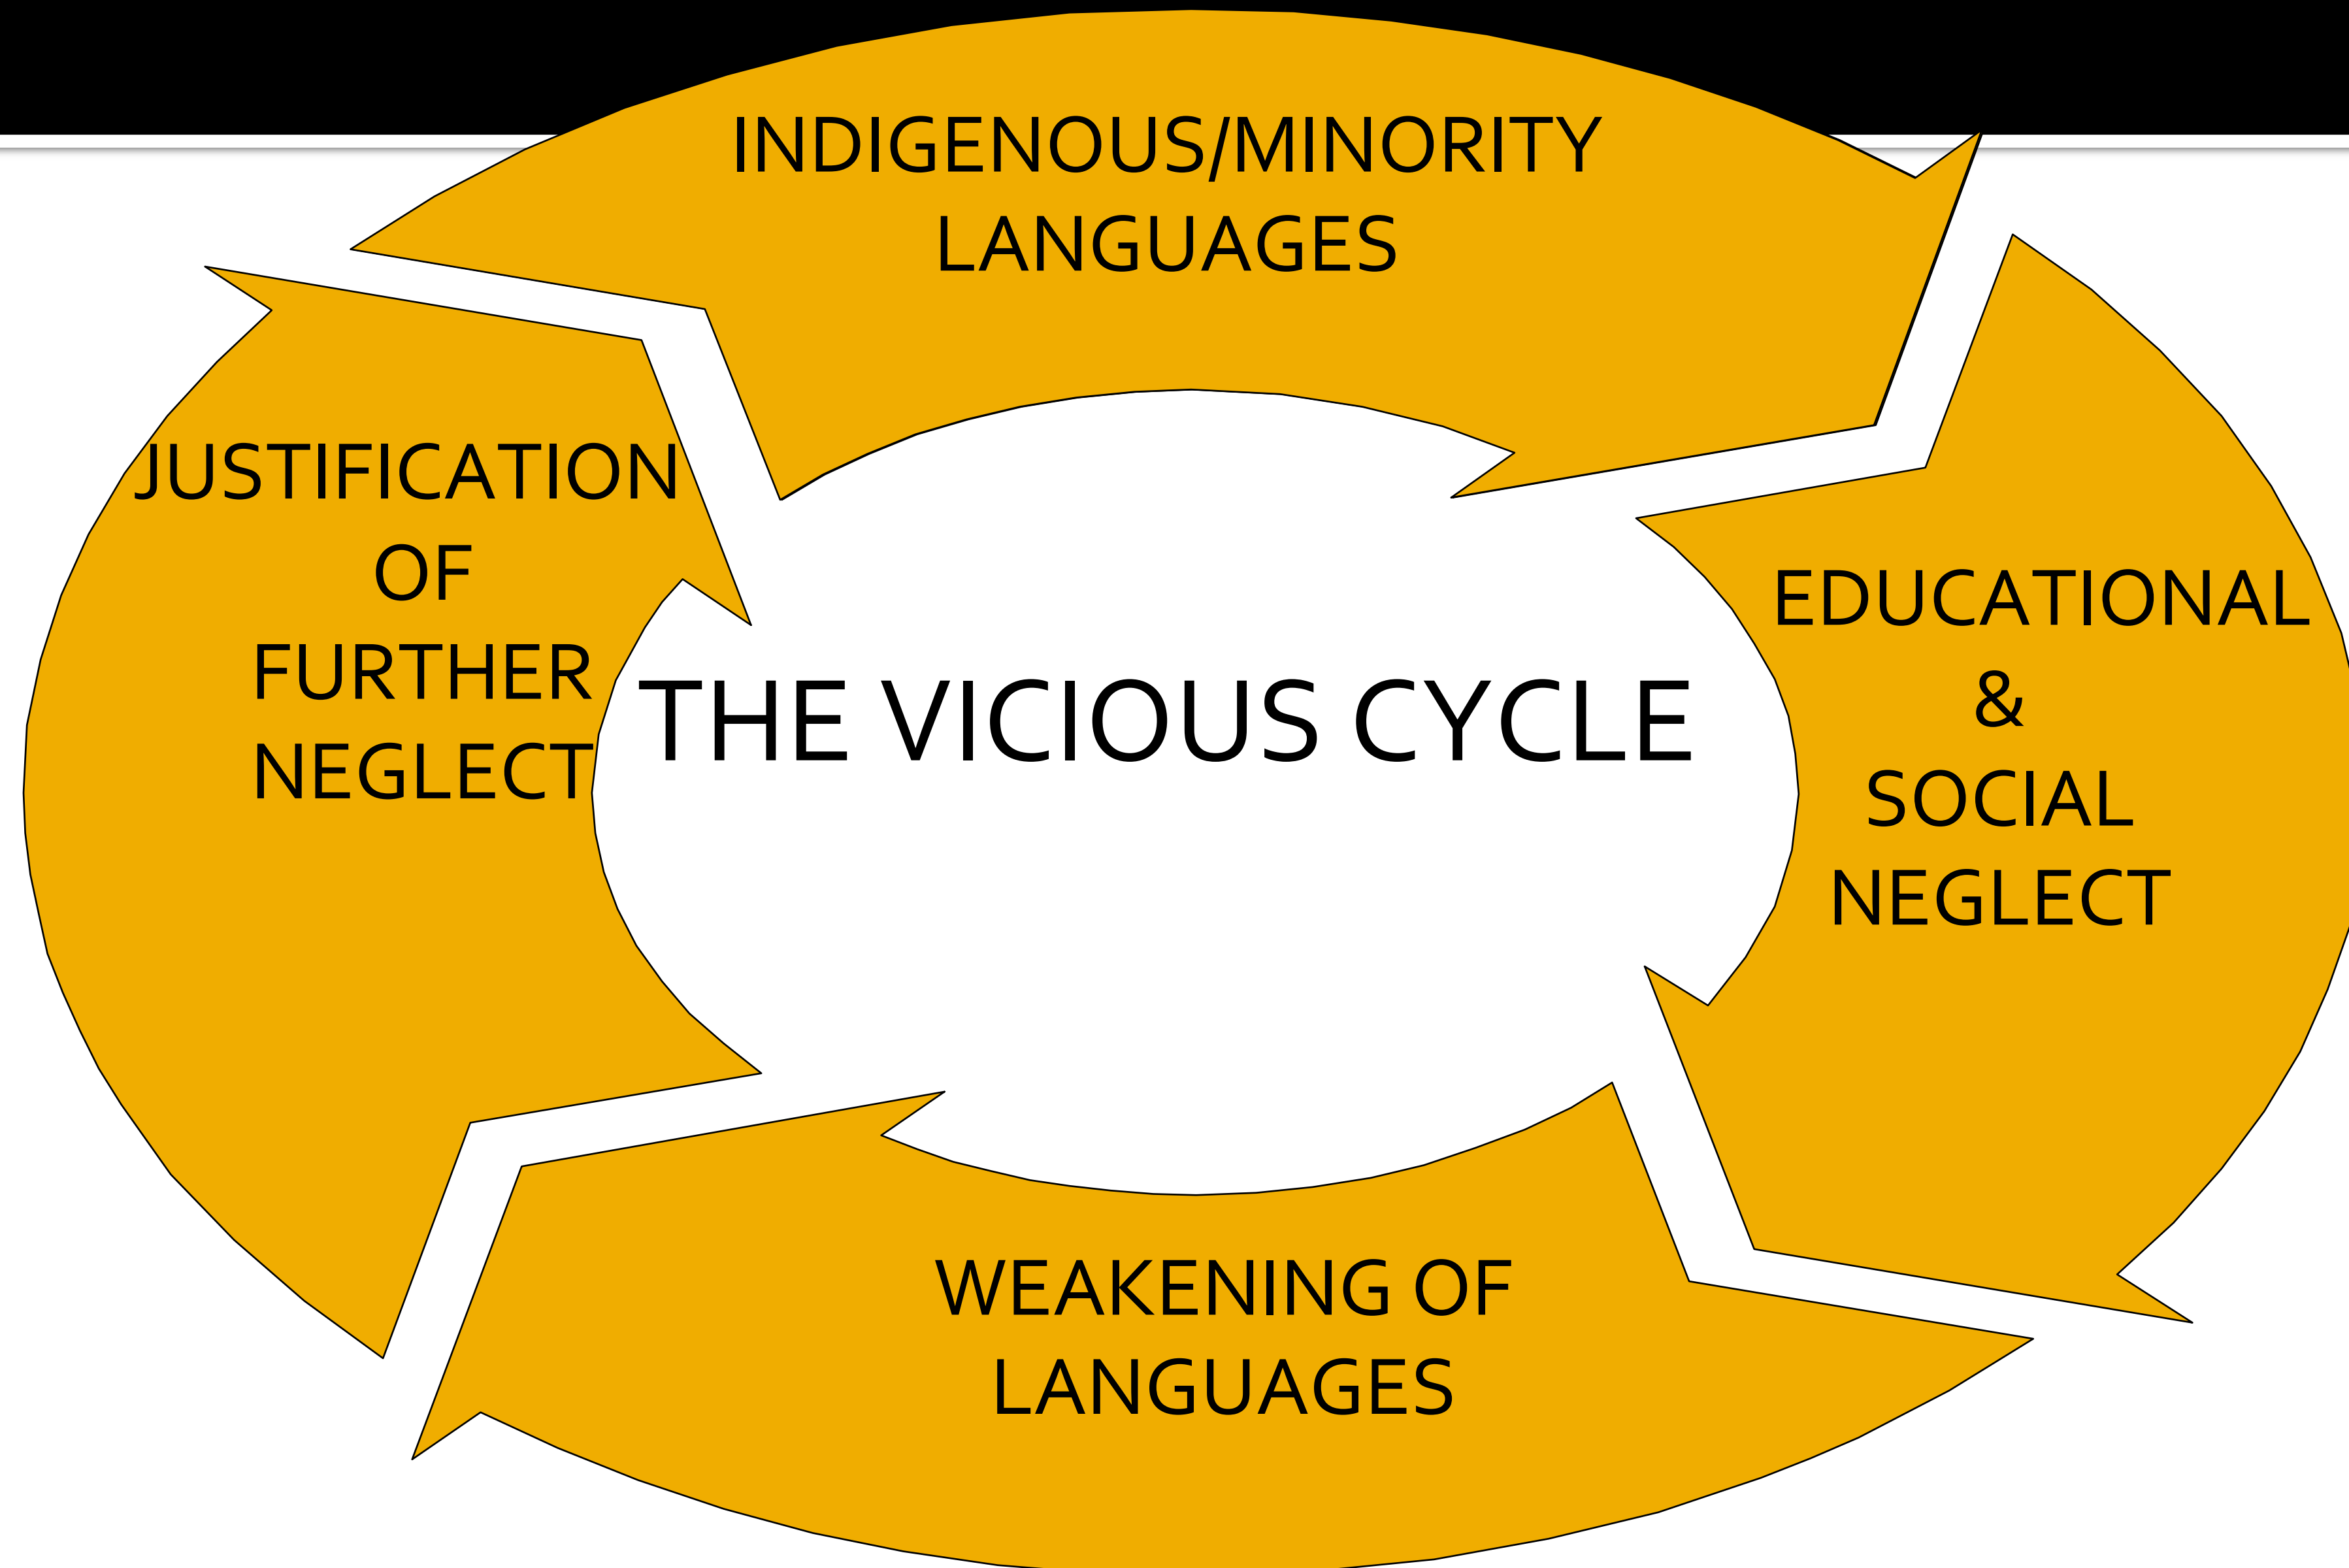 INDIGENOUS/MINORITY
LANGUAGES
EDUCATIONAL
&
SOCIAL
NEGLECT
WEAKENING OF
LANGUAGES
JUSTIFICATION
OF
FURTHER
NEGLECT
THE VICIOUS CYCLE